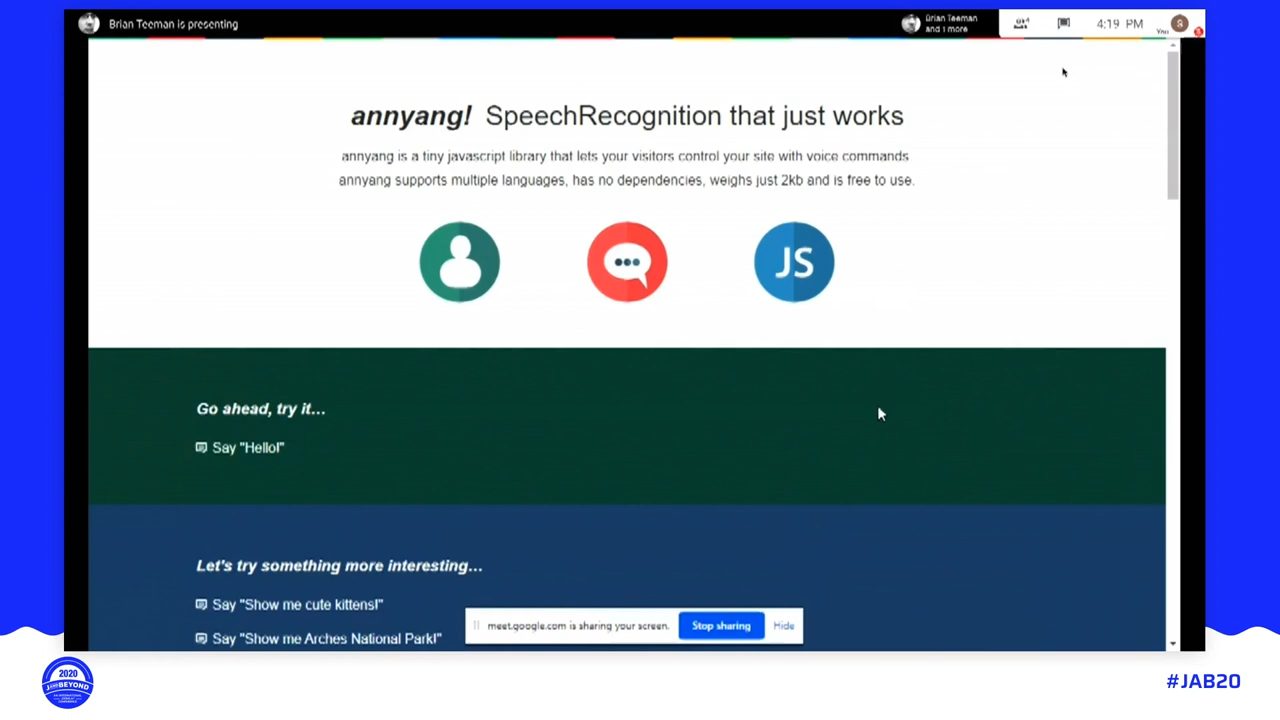 Brian Teeman is presenting
Brian Teeman
and 1 more
4:19 PM
You
S
annyang! SpeechRecognition that just works
annyang is a tiny javascript library that lets your visitors control your site with voice commands
annyang supports multiple languages, has no dependencies, weighs just 2kb and is free to use.
JS
Go ahead, try it...
Say "Hello!"
Let's try something more interesting...
Say "Show me cute kittens!"
Say "Show me Arches National Park!"
meet.google.com is sharing your screen.
Stop sharing
Hide
2020
JANDBEYOND
AN INTERNATIONAL
CONFERENCE
#JAB20